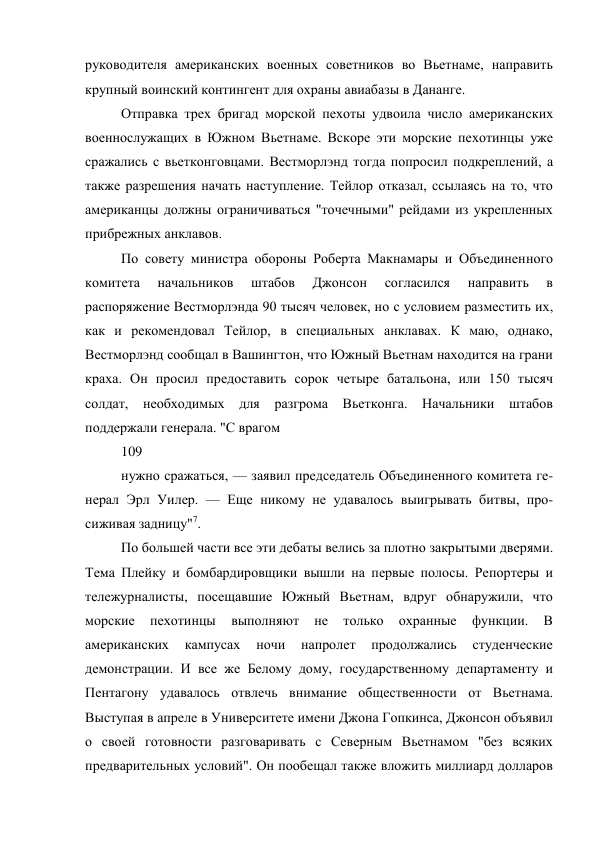 руководителя американских военных советников во Вьетнаме, направить
крупный воинский контингент для охраны авиабазы в Дананге.
Отправка трех бригад морской пехоты удвоила число американских
военнослужащих в Южном Вьетнаме. Вскоре эти морские пехотинцы уже
сражались с вьетконговцами. Вестморлэнд тогда попросил подкреплений, а
также разрешения начать наступление. Тейлор отказал, ссылаясь на то, что
американцы должны ограничиваться "точечными" рейдами из укрепленных
прибрежных анклавов.
По совету министра обороны Роберта Макнамары и Объединенного
комитета начальников штабов Джонсон согласился направить в
распоряжение Вестморлэнда 90 тысяч человек, но с условием разместить их,
как и рекомендовал Тейлор, в специальных анклавах. К маю, однако,
Вестморлэнд сообщал в Вашингтон, что Южный Вьетнам находится на грани
краха. Он просил предоставить сорок четыре батальона, или 150 тысяч
солдат, необходимых для разгрома Вьетконга. Начальники штабов
поддержали генерала. "С врагом
109
нужно сражаться, — заявил председатель Объединенного комитета ге-
нерал Эрл Уилер. — Еще никому не удавалось выигрывать битвы, про-
сиживая задницу"7.
По большей части все эти дебаты велись за плотно закрытыми дверями.
Тема Плейку и бомбардировщики вышли на первые полосы. Репортеры и
тележурналисты, посещавшие Южный Вьетнам, вдруг обнаружили, что
морские пехотинцы выполняют не только охранные функции. В
американских кампусах ночи напролет продолжались студенческие
демонстрации. И все же Белому дому, государственному департаменту и
Пентагону удавалось отвлечь внимание общественности от Вьетнама.
Выступая в апреле в Университете имени Джона Гопкинса, Джонсон объявил
о своей готовности разговаривать с Северным Вьетнамом "без всяких
предварительных условий". Он пообещал также вложить миллиард долларов